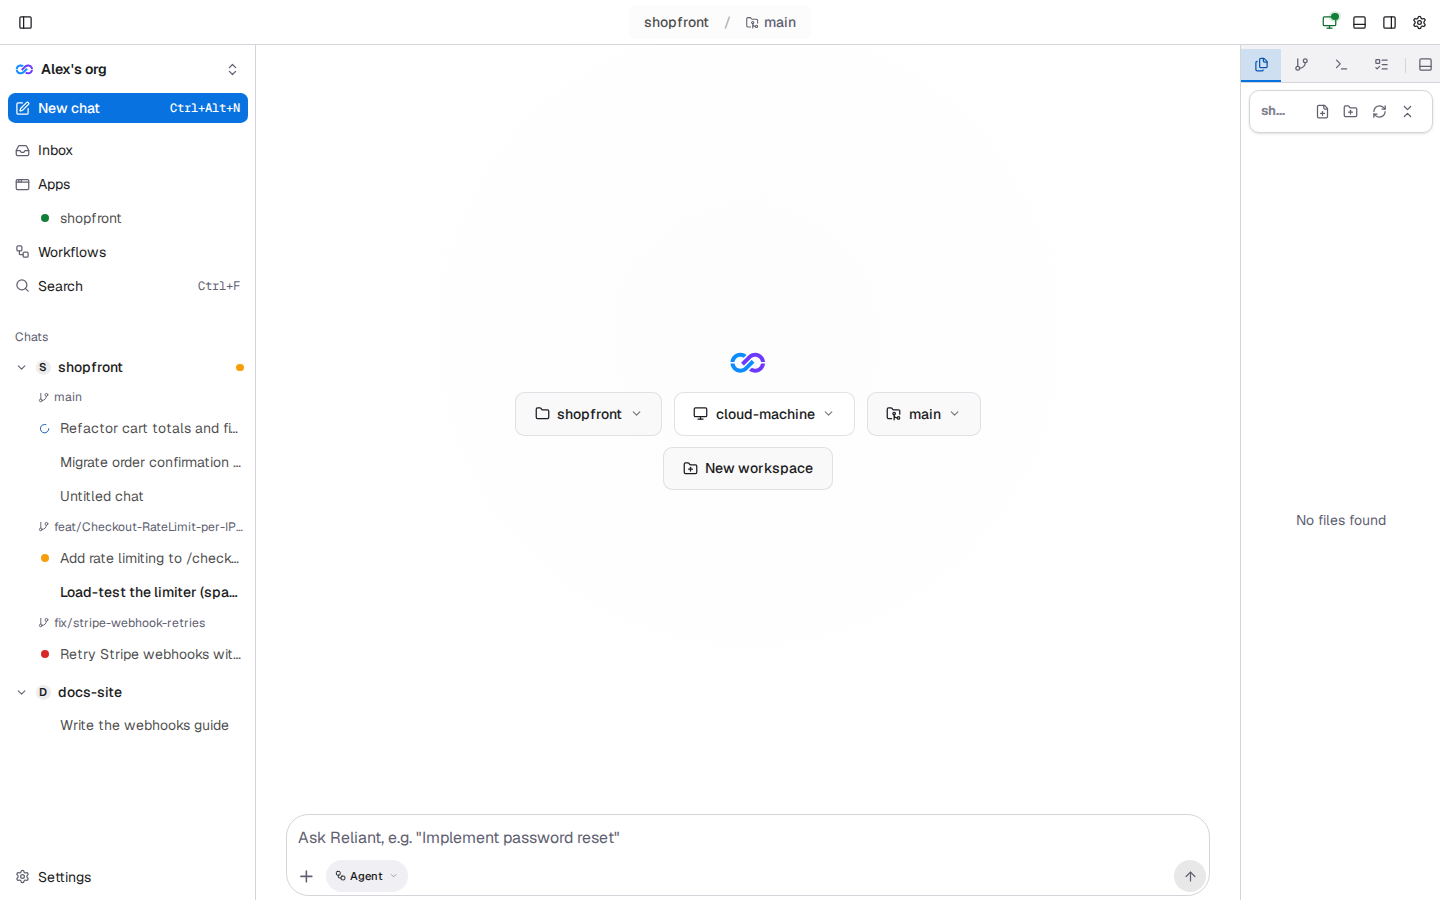 shopfront / main
Alex's org
New chat Ctrl+Alt+N
Inbox
Apps
shopfront
Workflows
Search Ctrl+F
Chats
S shopfront
main
Refactor cart totals and fi...
Migrate order confirmation ...
Untitled chat
feat/Checkout-RateLimit-per-IP...
Add rate limiting to /check...
Load-test the limiter (spa...
fix/stripe-webhook-retries
Retry Stripe webhooks wit...
D docs-site
Write the webhooks guide
Settings
shopfront cloud-machine main
New workspace
Ask Reliant, e.g. "Implement password reset"
Agent
sh...
No files found